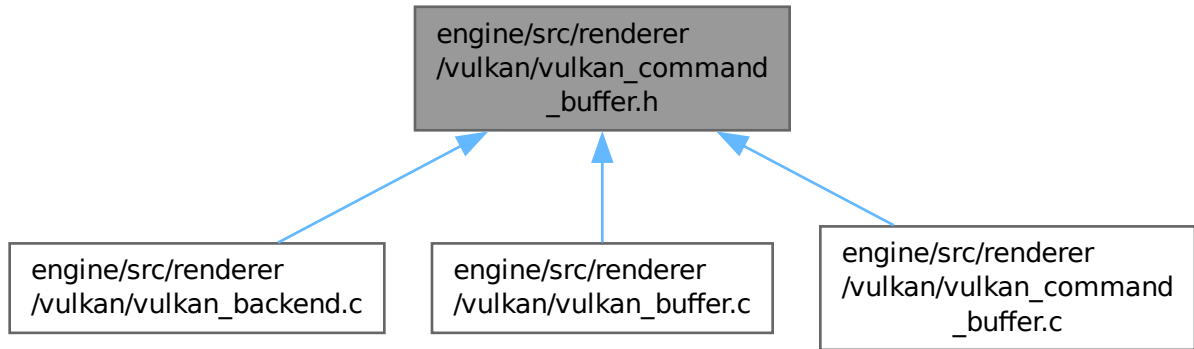 engine/src/renderer
/vulkan/vulkan_command
_buffer.h
engine/src/renderer
/vulkan/vulkan_backend.c
engine/src/renderer
/vulkan/vulkan_buffer.c
engine/src/renderer
/vulkan/vulkan_command
_buffer.c